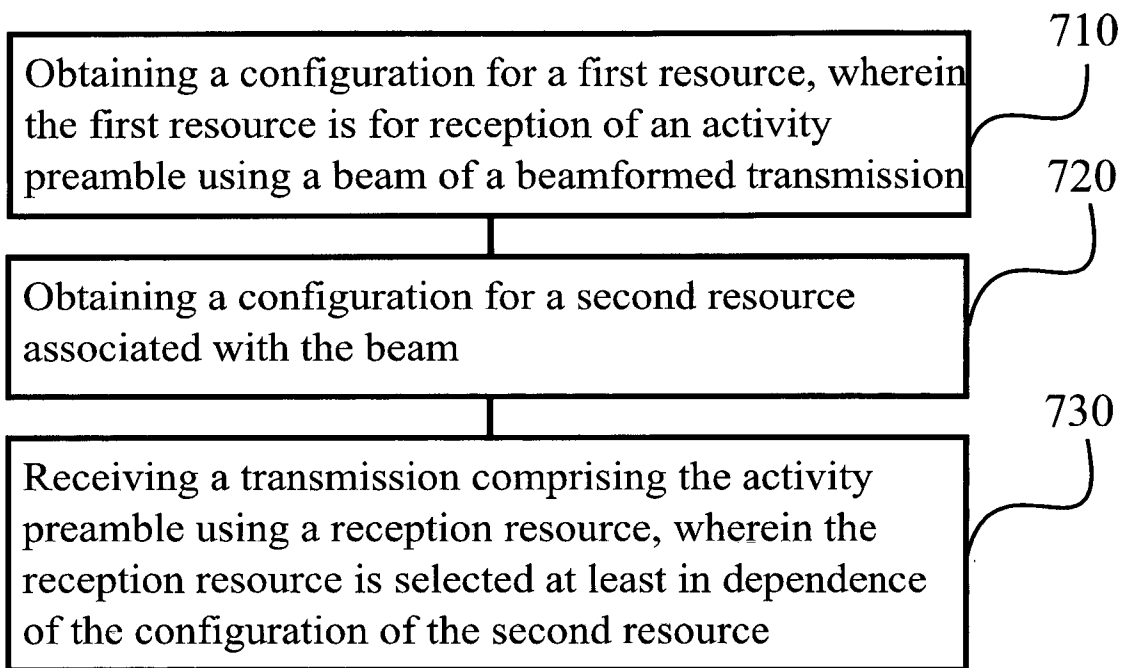 710
Obtaining a configuration for a first resource, wherein
the first resource is for reception of an activity
preamble using a beam of a beamformed transmission
720
Obtaining a configuration for a second resource
associated with the beam
730
Receiving a transmission comprising the activity
preamble using a reception resource, wherein the
reception resource is selected at least in dependence
of the configuration of the second resource